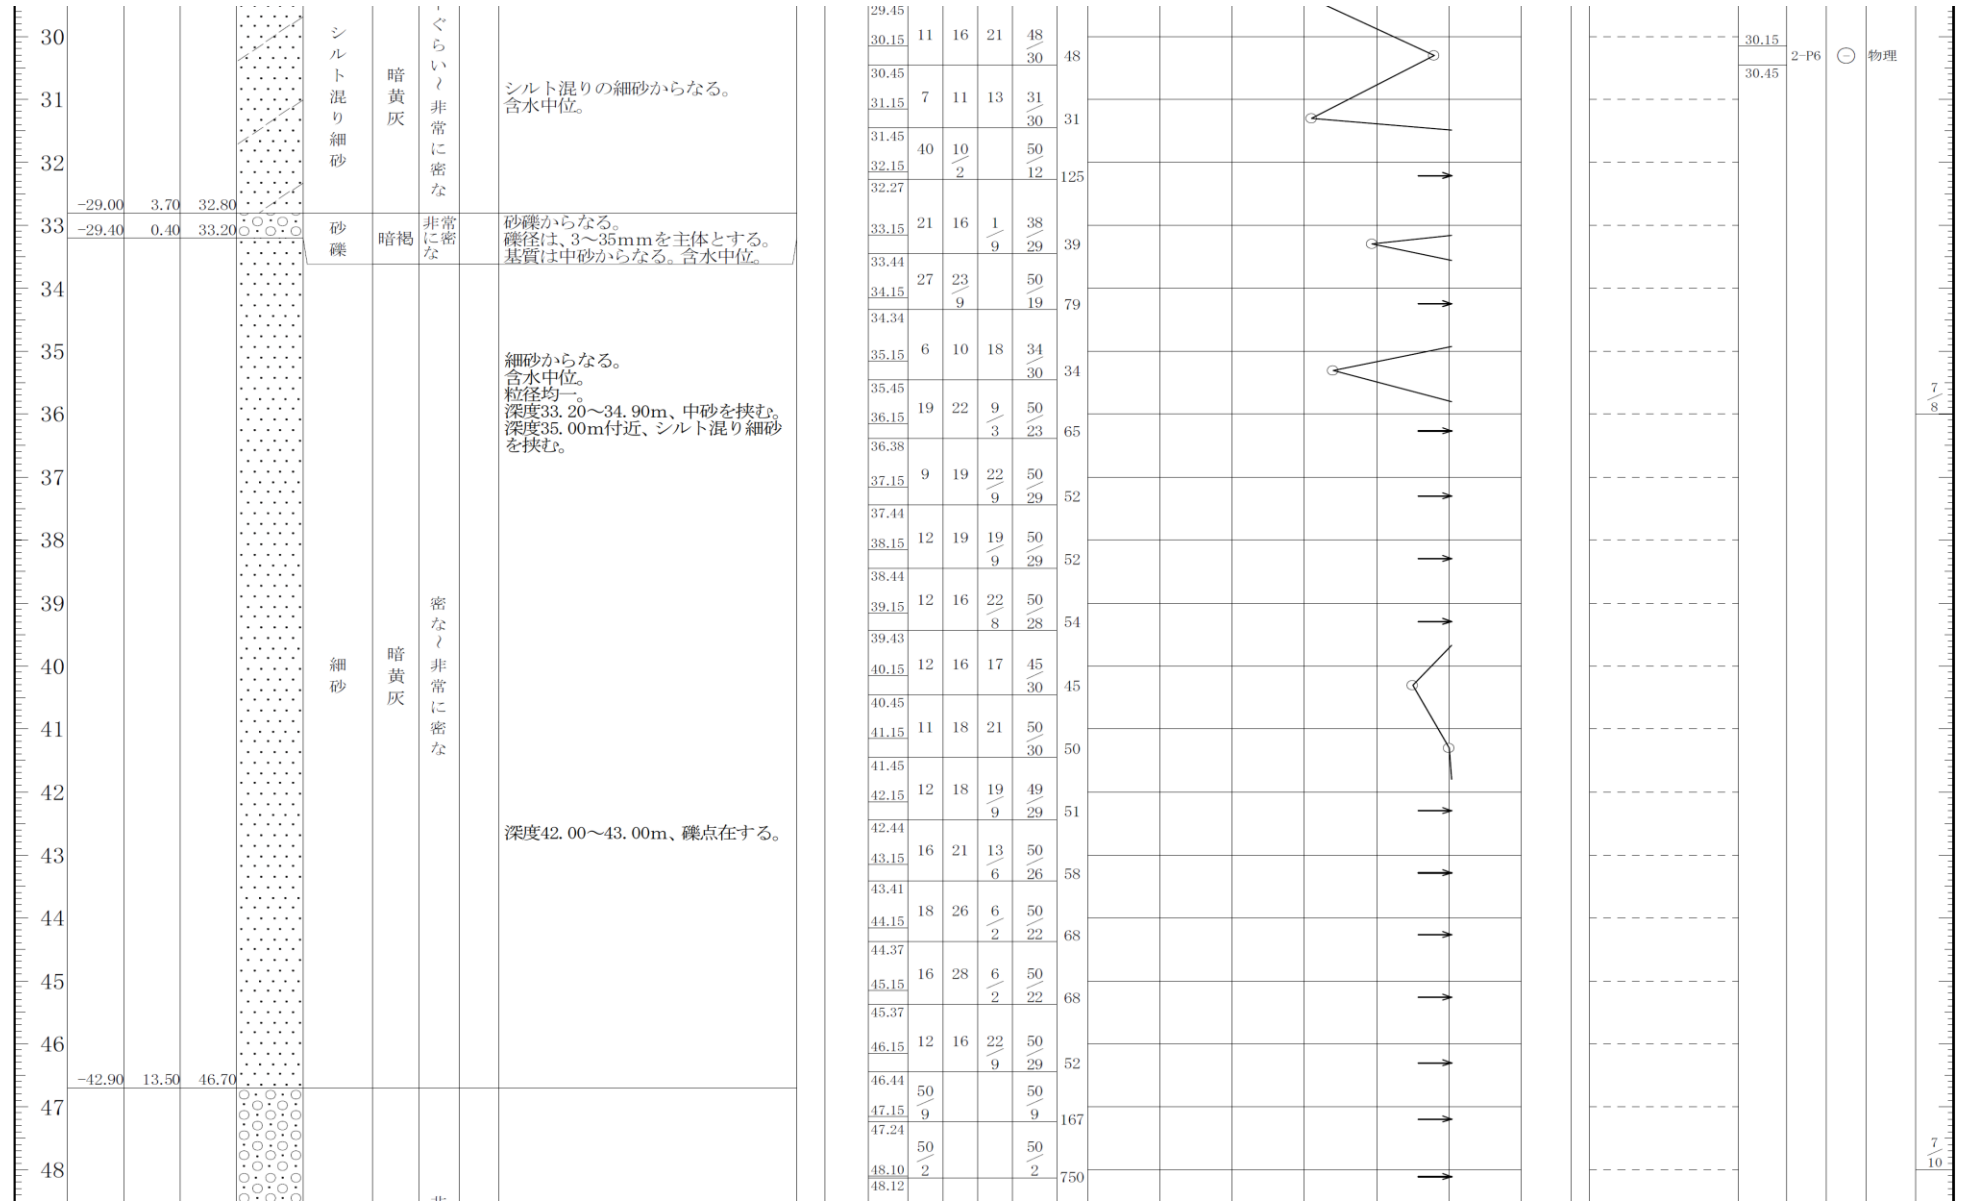 30
31
32
33
34
35
36
37
38
39
40
41
42
43
44
45
46
47
48
-29.00 3.70 32.80
-29.40 0.40 33.20
-42.90 13.50 46.70
シルト混り細砂
暗黄灰
ぐらい～非常に密な
シルト混りの細砂からなる。
含水中位。
砂礫
暗褐
非常に密な
砂礫からなる。
礫径は、3～35mmを主体とする。
基質は中砂からなる。含水中位。
細砂
暗黄灰
密な～非常に密な
細砂からなる。
含水中位。
粒径均一。
深度33.20～34.90m、中砂を挟む。
深度35.00m付近、シルト混り細砂
を挟む。
深度42.00～43.00m、礫点在する。
29.45
30.15 11 16 21 48/30 48
30.45
31.15 7 11 13 31/30 31
31.45
32.15 40 10/2 50/12 125
32.27
33.15 21 16 1/9 38/29 39
33.44
34.15 27 23/9 50/19 79
34.34
35.15 6 10 18 34/30 34
35.45
36.15 19 22 9/3 50/23 65
36.38
37.15 9 19 22/9 50/29 52
37.44
38.15 12 19 19/9 50/29 52
38.44
39.15 12 16 22/8 50/28 54
39.43
40.15 12 16 17 45/30 45
40.45
41.15 11 18 21 50/30 50
41.45
42.15 12 18 19/9 49/29 51
42.44
43.15 16 21 13/6 50/26 58
43.41
44.15 18 26 6/2 50/22 68
44.37
45.15 16 28 6/2 50/22 68
45.37
46.15 12 16 22/9 50/29 52
46.44
47.15 50/9 50/9 167
47.24
48.10 50/2 50/2 750
48.12
30.15
30.45
2-P6 物理
7/8
7/10